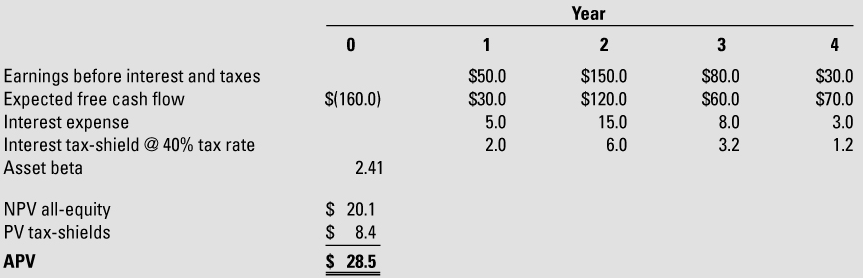 Year
0 1 2 3 4
Earnings before interest and taxes $50.0 $150.0 $80.0 $30.0
Expected free cash flow $(160.0) $30.0 $120.0 $60.0 $70.0
Interest expense 5.0 15.0 8.0 3.0
Interest tax-shield @ 40% tax rate 2.0 6.0 3.2 1.2
Asset beta 2.41
NPV all-equity $ 20.1
PV tax-shields $ 8.4
APV $ 28.5